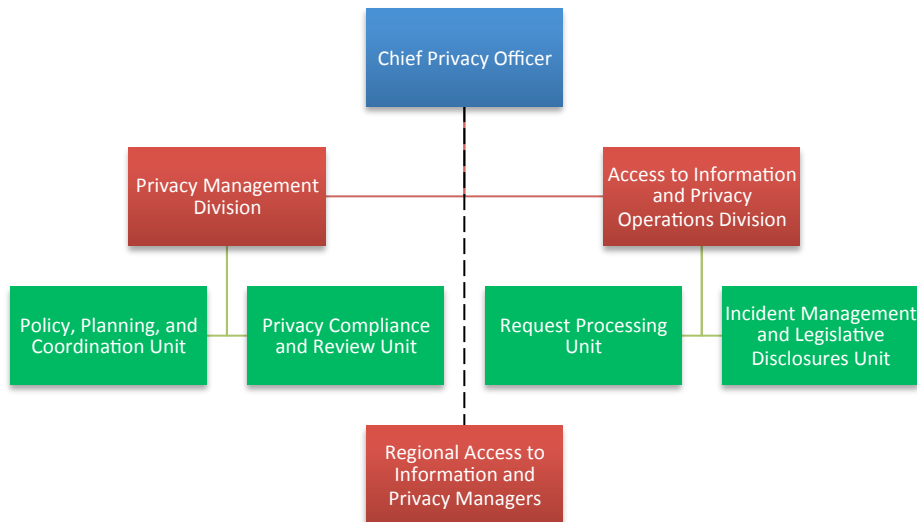 Chief Privacy Officer
Privacy Management
Division
Access to Information
and Privacy
Operations Division
Policy, Planning, and
Coordination Unit
Privacy Compliance
and Review Unit
Request Processing
Unit
Incident Management
and Legislative
Disclosures Unit
Regional Access to
Information and
Privacy Managers